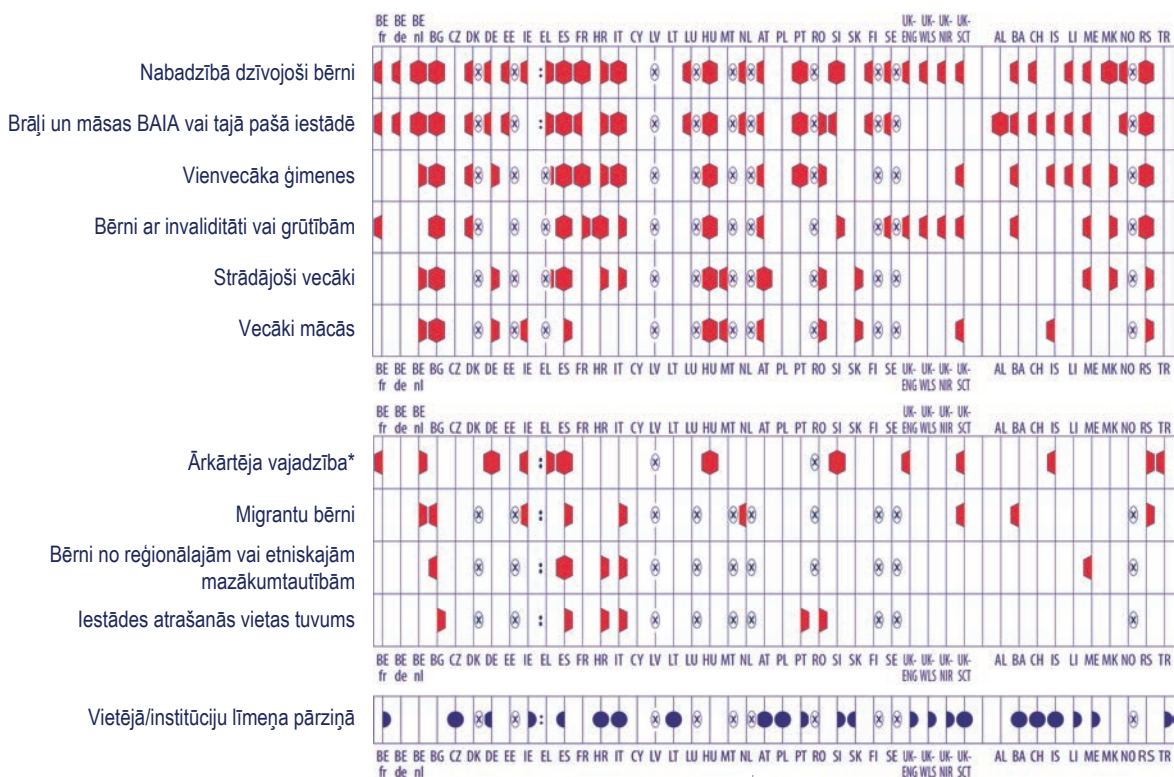 BE BE BE UK- UK- UK- UK-
fr de nl BG CZ DK DE EE IE EL ES FR HR IT CY LV LT LU HU MT NL AT PL PT RO SI SK FI SE ENG WLS NIR SCT AL BA CH IS LI ME MK NO RS TR
Nabadzībā dzīvojoši bērni
Brāļi un māsas BAIA vai tajā pašā iestādē
Vienvecāka ģimenes
Bērni ar invaliditāti vai grūtībām
Strādājoši vecāki
Vecāki mācās
BE BE BE BG CZ DK DE EE IE EL ES FR HR IT CY LV LT LU HU MT NL AT PL PT RO SI SK FI SE UK- UK- UK- UK- AL BA CH IS LI ME MK NO RS TR
fr de nl ENG WLS NIR SCT
BE BE BE UK- UK- UK- UK-
fr de nl BG CZ DK DE EE IE EL ES FR HR IT CY LV LT LU HU MT NL AT PL PT RO SI SK FI SE ENG WLS NIR SCT AL BA CH IS LI ME MK NO RS TR
Ārkārtēja vajadzība*
Migrantu bērni
Bērni no reģionālajām vai etniskajām
mazākumtautībām
Iestādes atrašanās vietas tuvums
BE BE BE BG CZ DK DE EE IE EL ES FR HR IT CY LV LT LU HU MT NL AT PL PT RO SI SK FI SE UK- UK- UK- UK- AL BA CH IS LI ME MK NO RS TR
fr de nl ENG WLS NIR SCT
Vietējā/institūciju līmeņa pārziņā
BE BE BE BG CZ DK DE EE IE EL ES FR HR IT CY LV LT LU HU MT NL AT PL PT RO SI SK FI SE UK- UK- UK- UK- AL BA CH IS LI ME MK NO RS TR
fr de nl ENG WLS NIR SCT